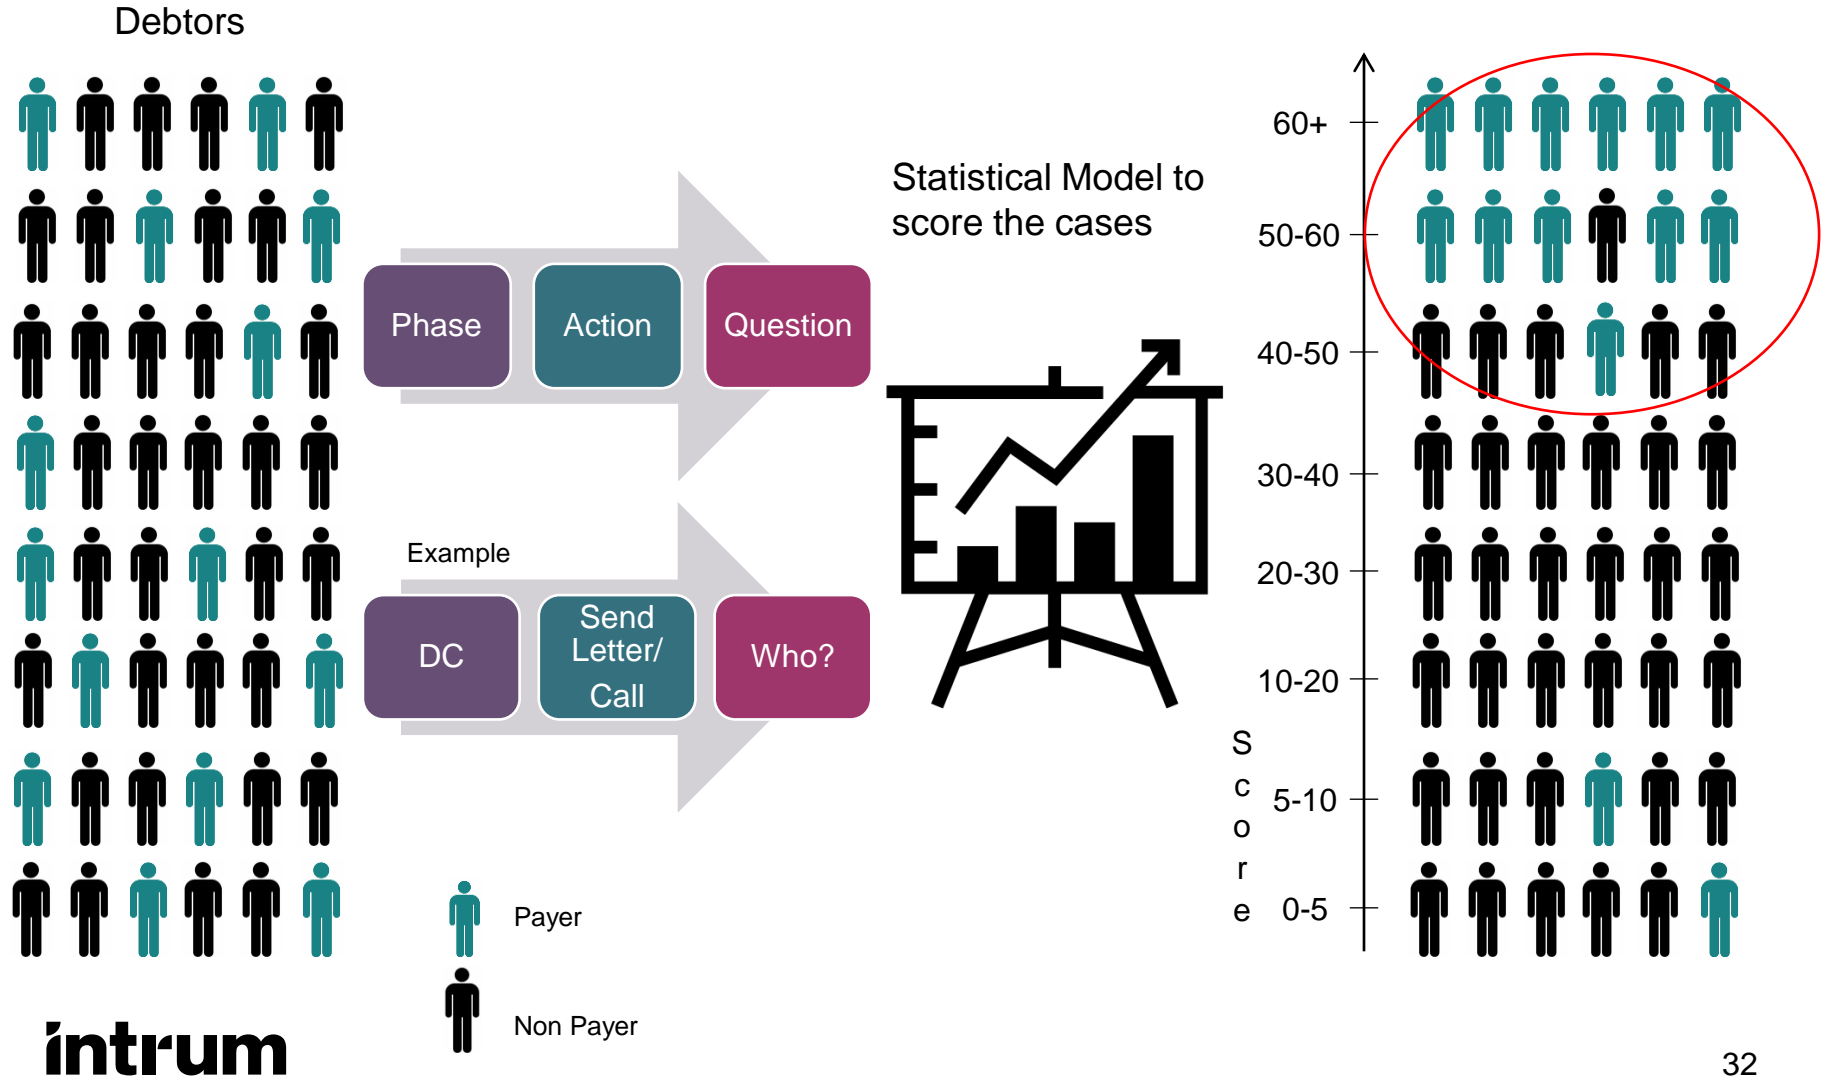 Debtors
Phase
Action
Question
Example
DC
Send
Letter/
Call
Who?
Payer
Non Payer
Statistical Model to
score the cases
60+
50-60
40-50
30-40
20-30
10-20
5-10
0-5
Score
intrum
32